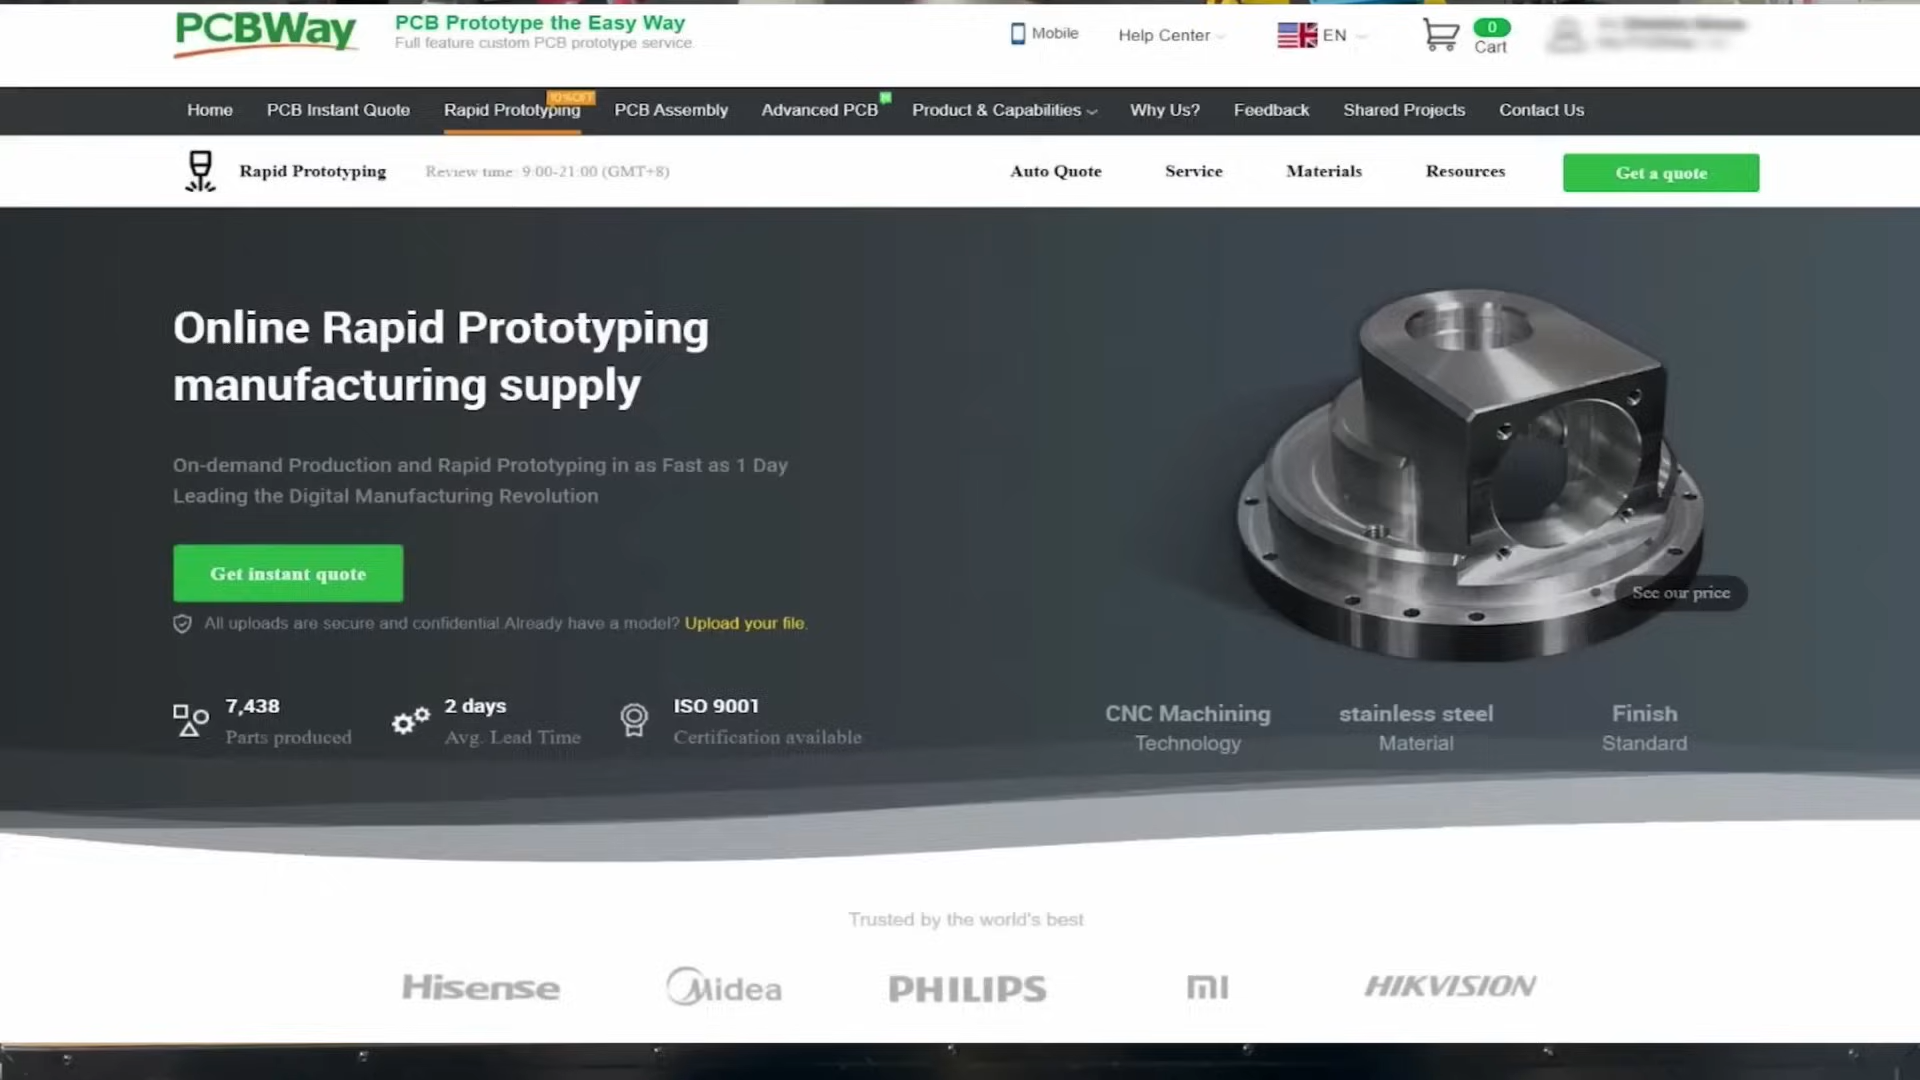 PCBWay
PCB Prototype the Easy Way
Full feature custom PCB prototype service.
Mobile
Help Center
EN
0
Cart
Home
PCB Instant Quote
Rapid Prototyping
10%OFF
PCB Assembly
Advanced PCB
Product & Capabilities
Why Us?
Feedback
Shared Projects
Contact Us
Rapid Prototyping
Review time: 9:00-21:00 (GMT+8)
Auto Quote
Service
Materials
Resources
Get a quote
Online Rapid Prototyping
manufacturing supply
On-demand Production and Rapid Prototyping in as Fast as 1 Day
Leading the Digital Manufacturing Revolution
Get instant quote
All uploads are secure and confidential Already have a model? Upload your file.
See our price
7,438
Parts produced
2 days
Avg. Lead Time
ISO 9001
Certification available
CNC Machining
Technology
stainless steel
Material
Finish
Standard
Trusted by the world's best
Hisense
Midea
PHILIPS
MI
HIKVISION